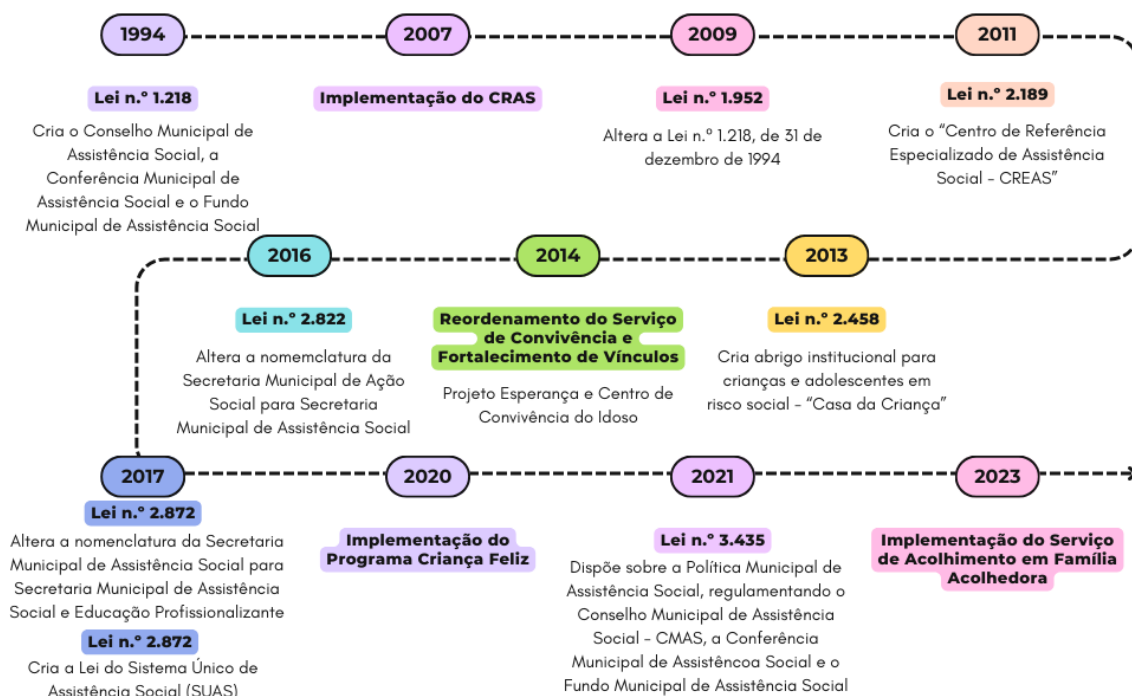 1994
Lei n.º 1.218
Cria o Conselho Municipal de
Assistência Social, a
Conferência Municipal de
Assistência Social e o Fundo
Municipal de Assistência Social
2007
Implementação do CRAS
2009
Lei n.º 1.952
Altera a Lei n.º 1.218, de 31 de
dezembro de 1994
2011
Lei n.º 2.189
Cria o “Centro de Referência
Especializado de Assistência
Social - CREAS”
2013
Lei n.º 2.458
Cria abrigo institucional para
crianças e adolescentes em
risco social - “Casa da Criança”
2014
Reordenamento do Serviço
de Convivência e
Fortalecimento de Vínculos
Projeto Esperança e Centro de
Convivência do Idoso
2016
Lei n.º 2.822
Altera a nomemclatura da
Secretaria Municipal de Ação
Social para Secretaria
Municipal de Assistência Social
2017
Lei n.º 2.872
Altera a nomenclatura da Secretaria
Municipal de Assistência Social para
Secretaria Municipal de Assistência
Social e Educação Profissionalizante
Lei n.º 2.872
Cria a Lei do Sistema Único de
Assistência Social (SUAS)
2020
Implementação do
Programa Criança Feliz
2021
Lei n.º 3.435
Dispõe sobre a Política Municipal de
Assistência Social, regulamentando o
Conselho Municipal de Assistência
Social - CMAS, a Conferência
Municipal de Assistêncoa Social e o
Fundo Municipal de Assistência Social
2023
Implementação do Serviço
de Acolhimento em Família
Acolhedora